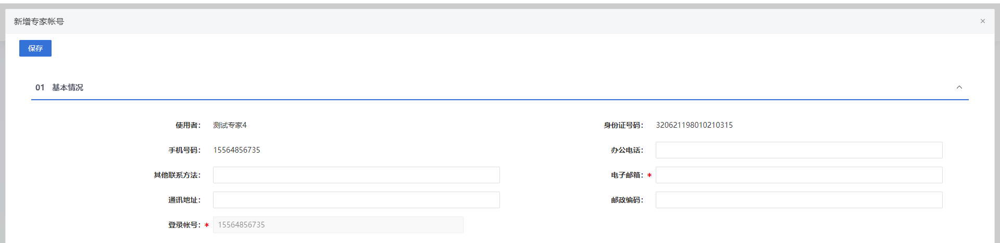 新增专家帐号 ×
保存
01 基本情况
使用者： 测试专家4 身份证号码： 320621198010210315
手机号码： 15564856735 办公电话：
其他联系方法： 电子邮箱：*
通讯地址： 邮政编码：
登录帐号：* 15564856735